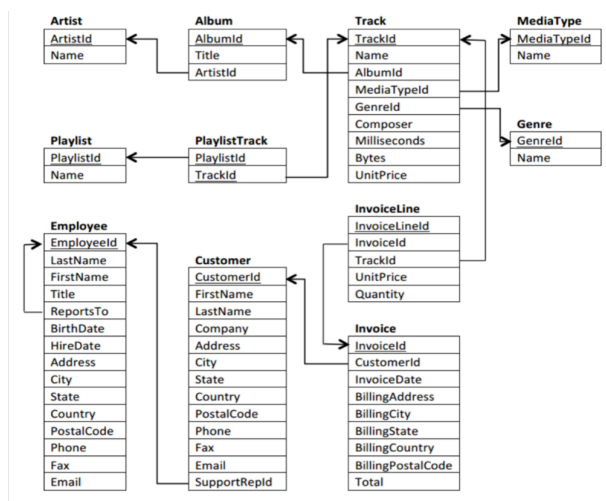 Artist
ArtistId
Name
Album
AlbumId
Title
ArtistId
Track
TrackId
Name
AlbumId
MediaTypeId
GenreId
Composer
Milliseconds
Bytes
UnitPrice
MediaType
MediaTypeId
Name
Genre
GenreId
Name
Playlist
PlaylistId
Name
PlaylistTrack
PlaylistId
TrackId
InvoiceLine
InvoiceLineId
InvoiceId
TrackId
UnitPrice
Quantity
Employee
EmployeeId
LastName
FirstName
Title
ReportsTo
BirthDate
HireDate
Address
City
State
Country
PostalCode
Phone
Fax
Email
Customer
CustomerId
FirstName
LastName
Company
Address
City
State
Country
PostalCode
Phone
Fax
Email
SupportRepId
Invoice
InvoiceId
CustomerId
InvoiceDate
BillingAddress
BillingCity
BillingState
BillingCountry
BillingPostalCode
Total